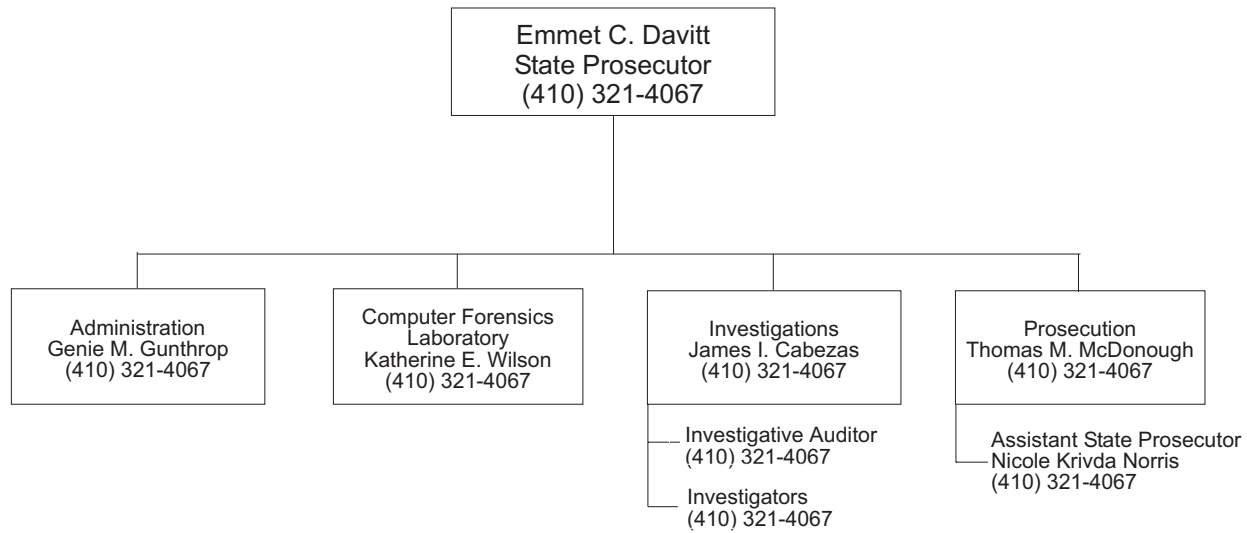 Emmet C. Davitt
State Prosecutor
(410) 321-4067
Administration
Genie M. Gunthrop
(410) 321-4067
Computer Forensics
Laboratory
Katherine E. Wilson
(410) 321-4067
Investigations
James I. Cabezas
(410) 321-4067
Investigative Auditor
(410) 321-4067
Investigators
(410) 321-4067
Prosecution
Thomas M. McDonough
(410) 321-4067
Assistant State Prosecutor
Nicole Krivda Norris
(410) 321-4067